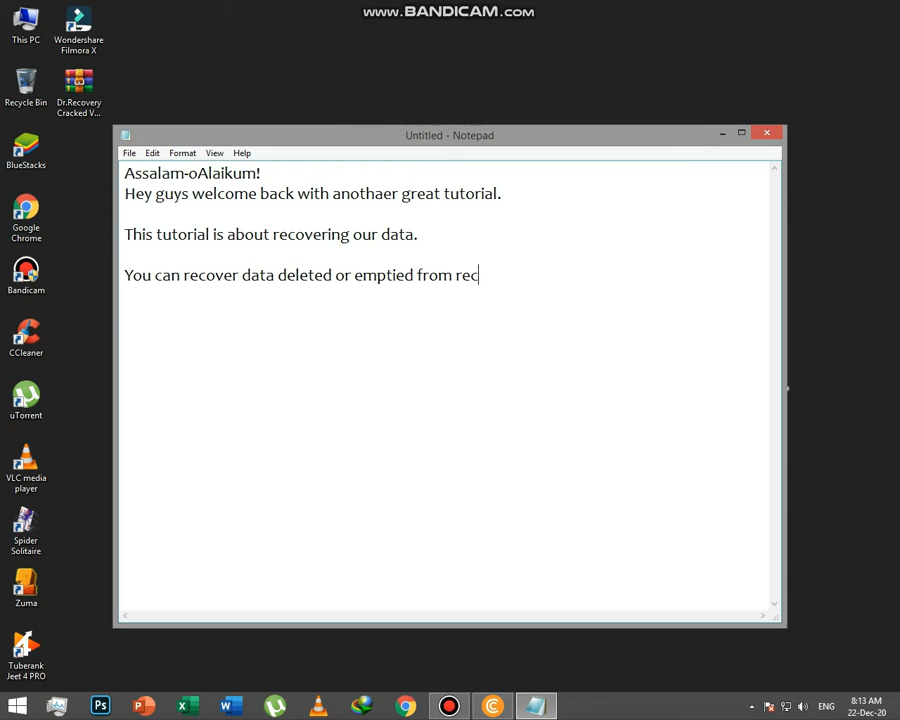 www.BANDICAM.com
This PC
Wondershare
Filmora X
Recycle Bin
Dr.Recovery
Cracked V...
BlueStacks
Google
Chrome
Bandicam
CCleaner
uTorrent
VLC media
player
Spider
Solitaire
Zuma
Tuberank
Jeet 4 PRO
Untitled - Notepad
File Edit Format View Help
Assalam-oAlaikum!
Hey guys welcome back with anothaer great tutorial.
This tutorial is about recovering our data.
You can recover data deleted or emptied from rec
ENG
8:13 AM
22-Dec-20